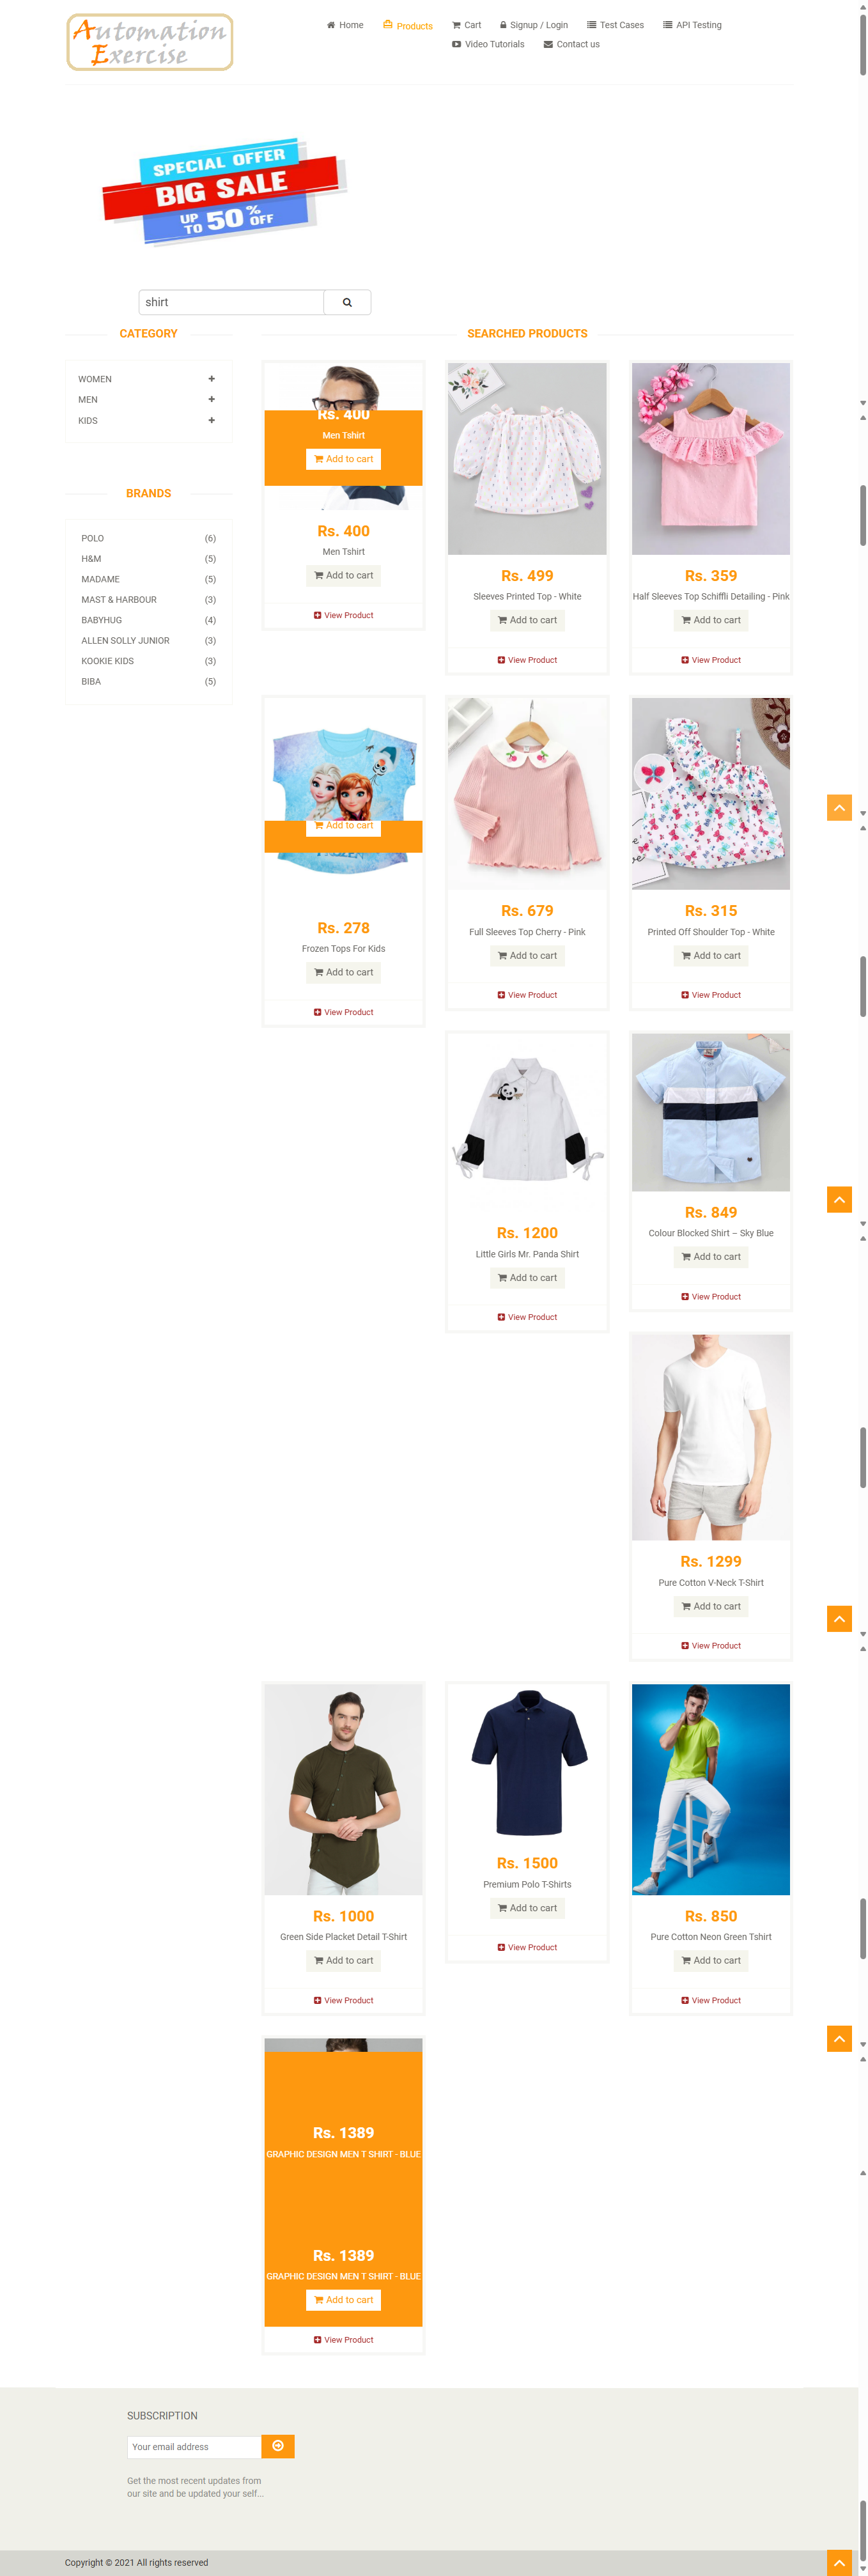 Automation
Exercise
Home
Products
Cart
Signup / Login
Test Cases
API Testing
Video Tutorials
Contact us
SPECIAL OFFER
BIG SALE
UP TO 50% OFF
shirt
CATEGORY
WOMEN
MEN
KIDS
BRANDS
POLO (6)
H&M (5)
MADAME (5)
MAST & HARBOUR (3)
BABYHUG (4)
ALLEN SOLLY JUNIOR (3)
KOOKIE KIDS (3)
BIBA (5)
SEARCHED PRODUCTS
Rs. 400
Men Tshirt
Add to cart
Rs. 400
Men Tshirt
Add to cart
View Product
Rs. 499
Sleeves Printed Top - White
Add to cart
View Product
Rs. 359
Half Sleeves Top Schiffli Detailing - Pink
Add to cart
View Product
Add to cart
FROZEN
Rs. 278
Frozen Tops For Kids
Add to cart
View Product
Rs. 679
Full Sleeves Top Cherry - Pink
Add to cart
View Product
Rs. 315
Printed Off Shoulder Top - White
Add to cart
View Product
Rs. 1200
Little Girls Mr. Panda Shirt
Add to cart
View Product
Rs. 849
Colour Blocked Shirt – Sky Blue
Add to cart
View Product
Rs. 1299
Pure Cotton V-Neck T-Shirt
Add to cart
View Product
Rs. 1000
Green Side Placket Detail T-Shirt
Add to cart
View Product
Rs. 1500
Premium Polo T-Shirts
Add to cart
View Product
Rs. 850
Pure Cotton Neon Green Tshirt
Add to cart
View Product
Rs. 1389
GRAPHIC DESIGN MEN T SHIRT - BLUE
Rs. 1389
GRAPHIC DESIGN MEN T SHIRT - BLUE
Add to cart
View Product
SUBSCRIPTION
Your email address
Get the most recent updates from
our site and be updated your self...
Copyright © 2021 All rights reserved